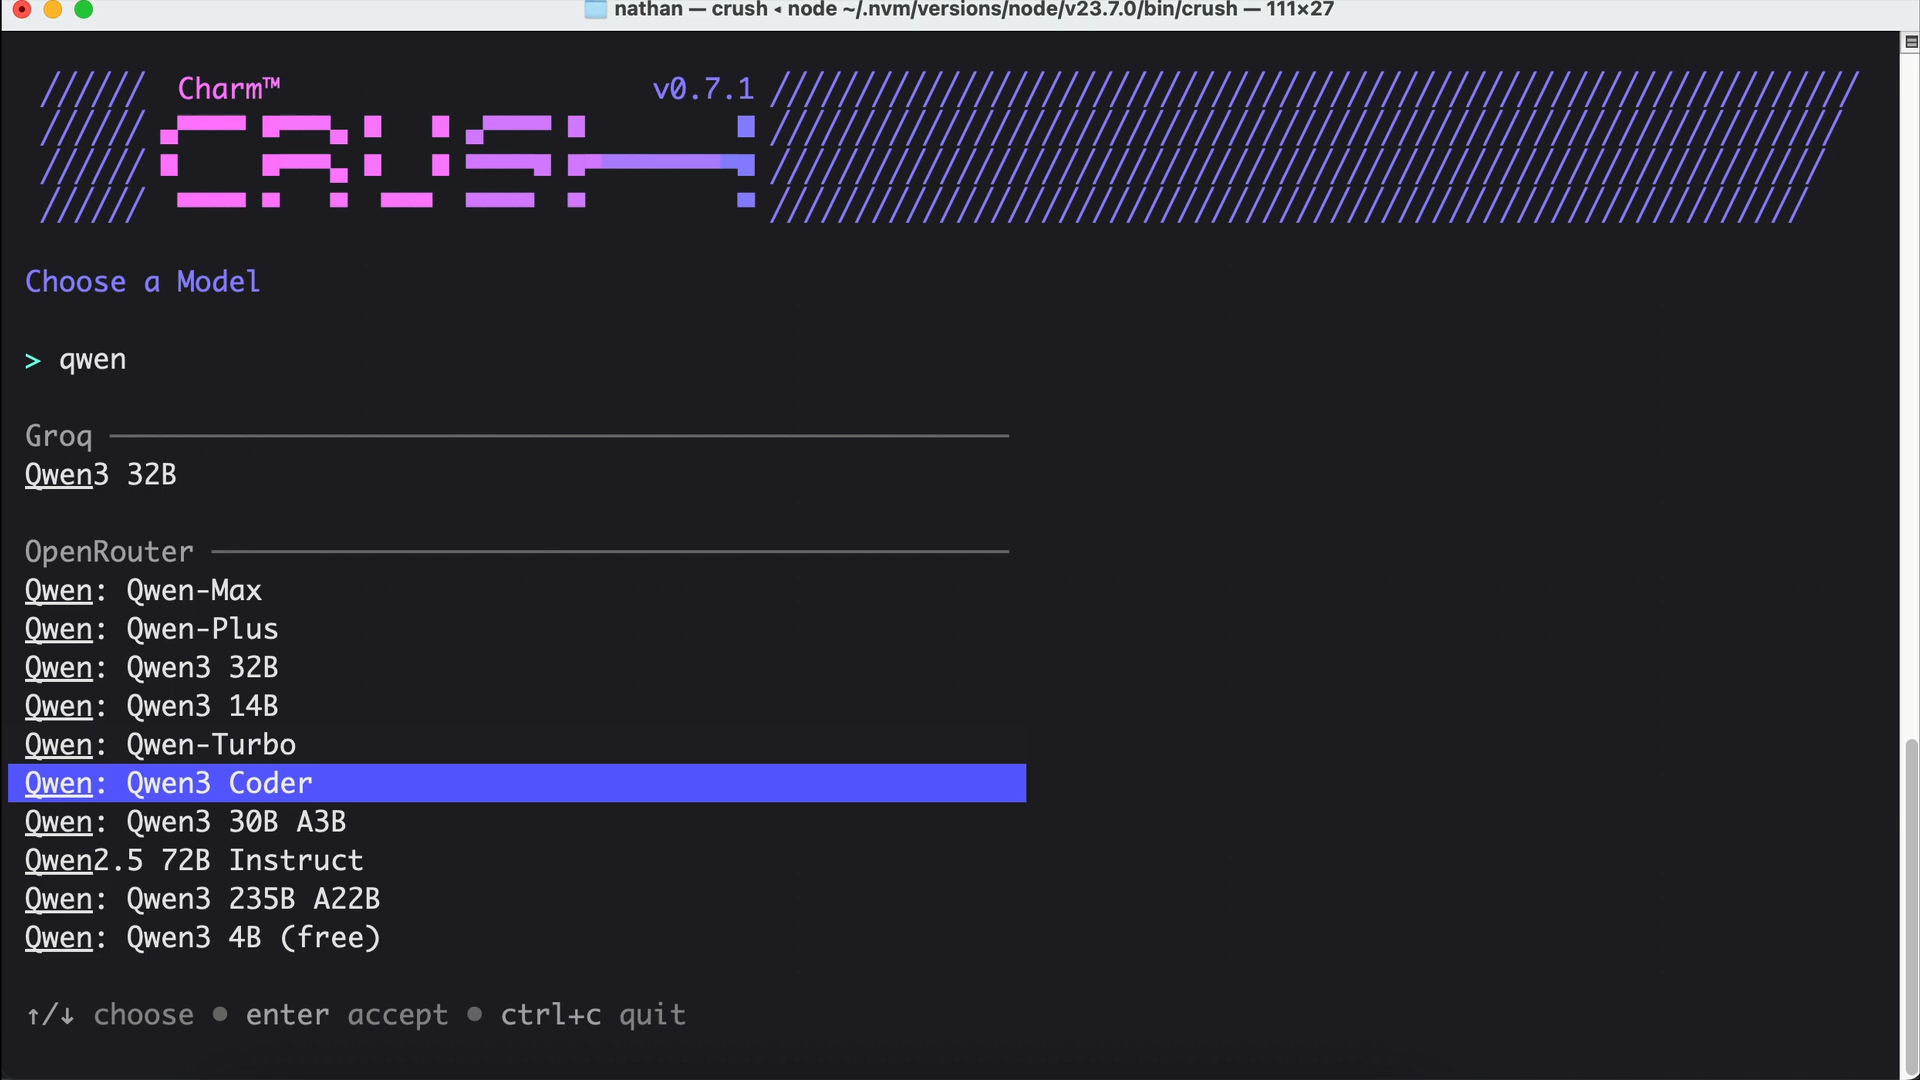 nathan — crush ◂ node ~/.nvm/versions/node/v23.7.0/bin/crush — 111×27
Charm™ v0.7.1
CRUSH
Choose a Model
> qwen
Groq
Qwen3 32B
OpenRouter
Qwen: Qwen-Max
Qwen: Qwen-Plus
Qwen: Qwen3 32B
Qwen: Qwen3 14B
Qwen: Qwen-Turbo
Qwen: Qwen3 Coder
Qwen: Qwen3 30B A3B
Qwen2.5 72B Instruct
Qwen: Qwen3 235B A22B
Qwen: Qwen3 4B (free)
↑/↓ choose • enter accept • ctrl+c quit